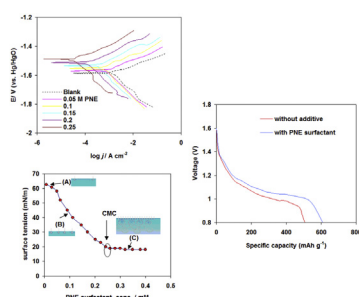 -1.2
-1.4
-1.6
-1.8
-2
E/ V (vs. Hg/HgO)
Blank
0.05 M PNE
0.1
0.15
0.2
0.25
-6
-4
-2
0
log j/ A cm-2
70
60
50
40
30
20
10
0
surface tension (mN/m)
(A)
(B)
CMC
(C)
0
0.1
0.2
0.3
0.4
0.5
PNE surfactant conc. / mM
1.8
1.6
1.4
1.2
1
0.8
Voltage (V)
without additive
with PNE surfactant
0
200
400
600
800
Specific capacity (mAh g-1)